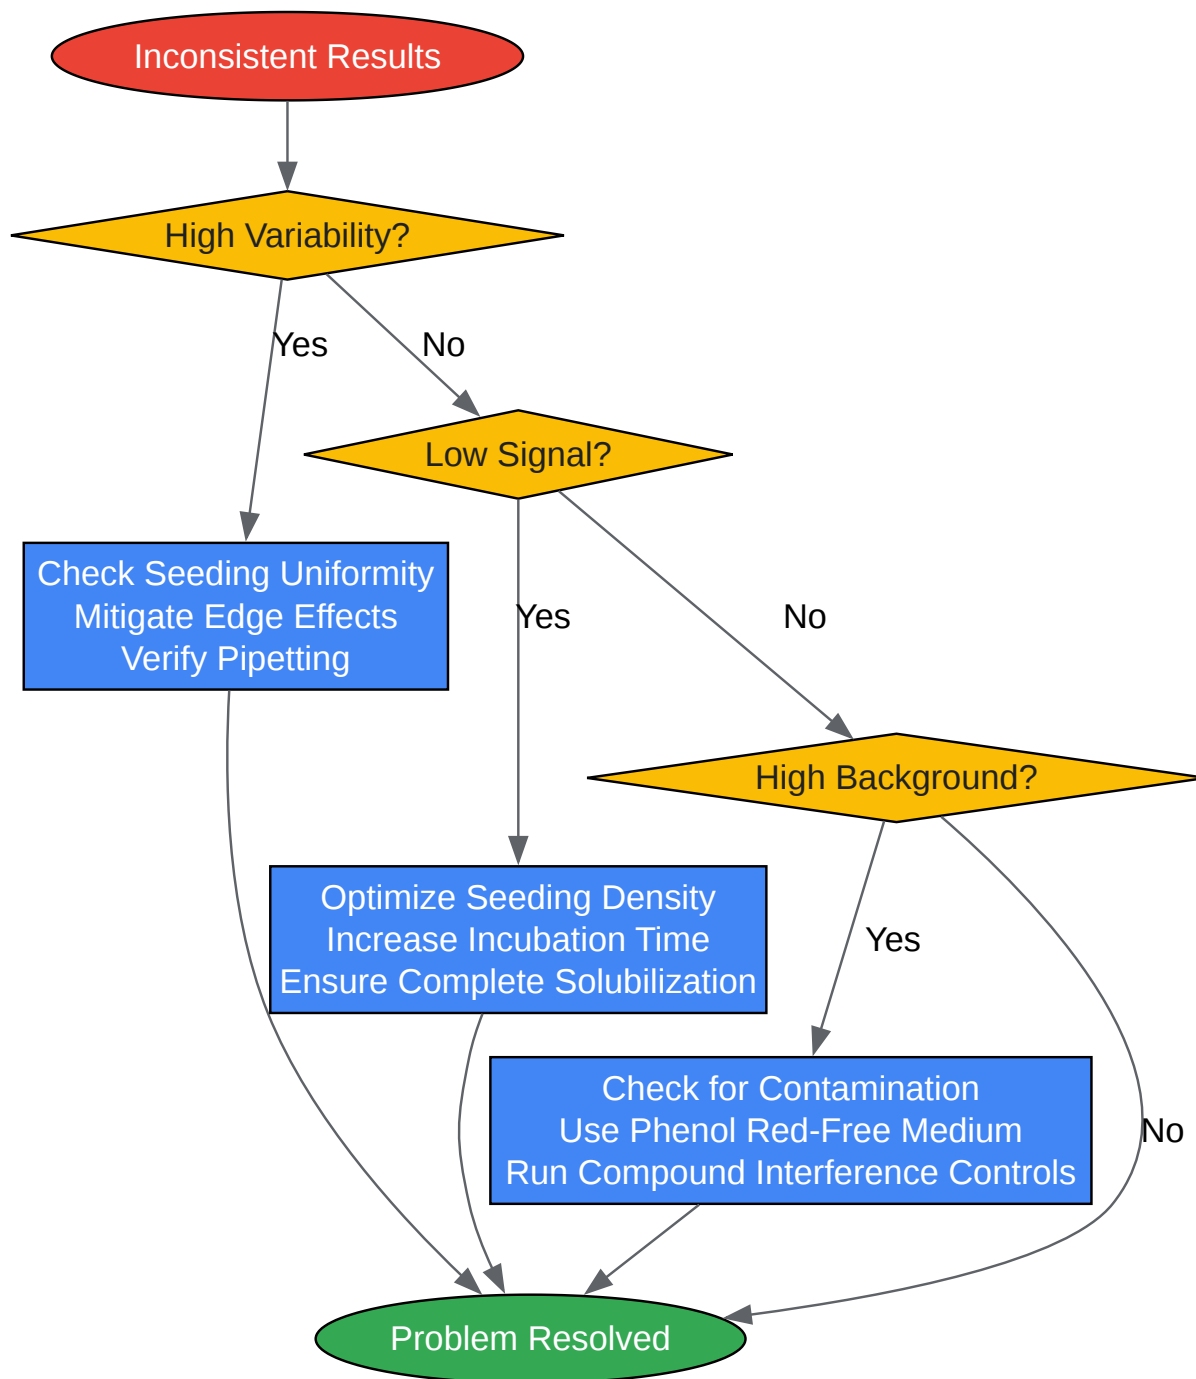 Inconsistent Results
High Variability?
Yes
No
Low Signal?
Check Seeding Uniformity
Mitigate Edge Effects
Verify Pipetting
Yes
No
High Background?
Optimize Seeding Density
Increase Incubation Time
Ensure Complete Solubilization
Yes
Check for Contamination
Use Phenol Red-Free Medium
Run Compound Interference Controls
No
Problem Resolved